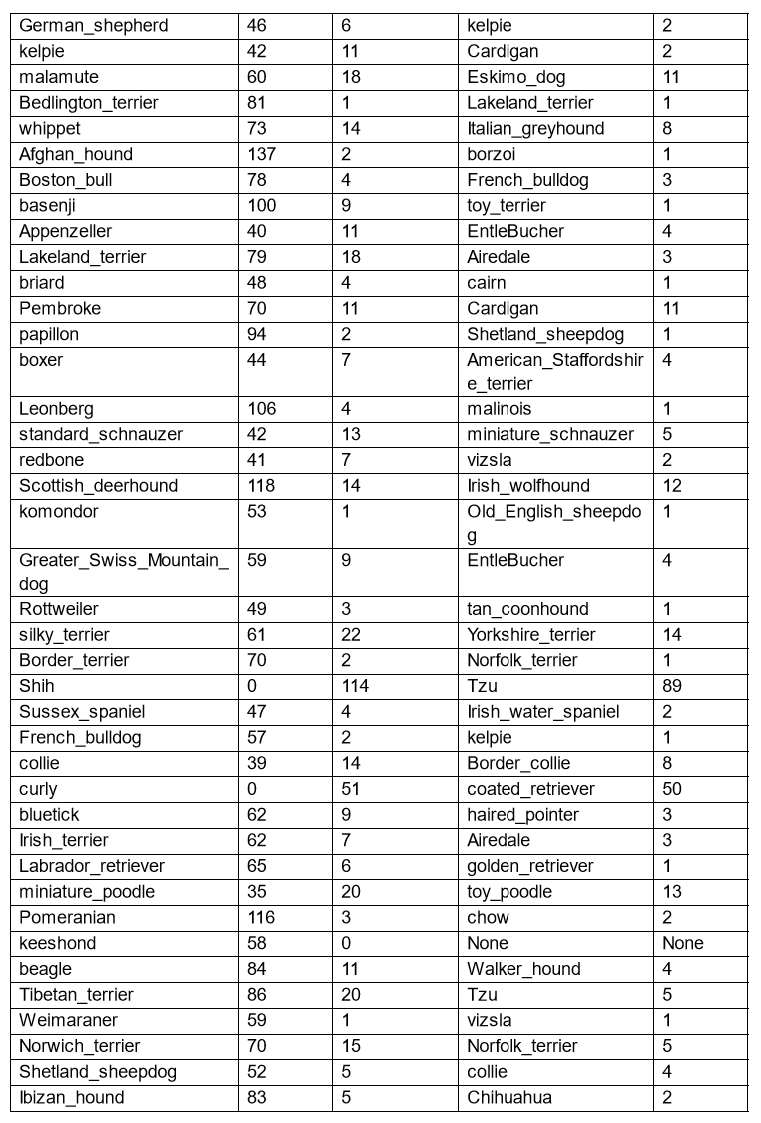 German_shepherd 46 6 kelpie 2
kelpie 42 11 Cardigan 2
malamute 60 18 Eskimo_dog 11
Bedlington_terrier 81 1 Lakeland_terrier 1
whippet 73 14 Italian_greyhound 8
Afghan_hound 137 2 borzoi 1
Boston_bull 78 4 French_bulldog 3
basenji 100 9 toy_terrier 1
Appenzeller 40 11 EntleBucher 4
Lakeland_terrier 79 18 Airedale 3
briard 48 4 cairn 1
Pembroke 70 11 Cardigan 11
papillon 94 2 Shetland_sheepdog 1
boxer 44 7 American_Staffordshir 4
e_terrier
Leonberg 106 4 malinois 1
standard_schnauzer 42 13 miniature_schnauzer 5
redbone 41 7 vizsla 2
Scottish_deerhound 118 14 Irish_wolfhound 12
komondor 53 1 Old_English_sheepdo 1
g
Greater_Swiss_Mountain_ 59 9 EntleBucher 4
dog
Rottweiler 49 3 tan_coonhound 1
silky_terrier 61 22 Yorkshire_terrier 14
Border_terrier 70 2 Norfolk_terrier 1
Shih 0 114 Tzu 89
Sussex_spaniel 47 4 Irish_water_spaniel 2
French_bulldog 57 2 kelpie 1
collie 39 14 Border_collie 8
curly 0 51 coated_retriever 50
bluetick 62 9 haired_pointer 3
Irish_terrier 62 7 Airedale 3
Labrador_retriever 65 6 golden_retriever 1
miniature_poodle 35 20 toy_poodle 13
Pomeranian 116 3 chow 2
keeshond 58 0 None None
beagle 84 11 Walker_hound 4
Tibetan_terrier 86 20 Tzu 5
Weimaraner 59 1 vizsla 1
Norwich_terrier 70 15 Norfolk_terrier 5
Shetland_sheepdog 52 5 collie 4
Ibizan_hound 83 5 Chihuahua 2